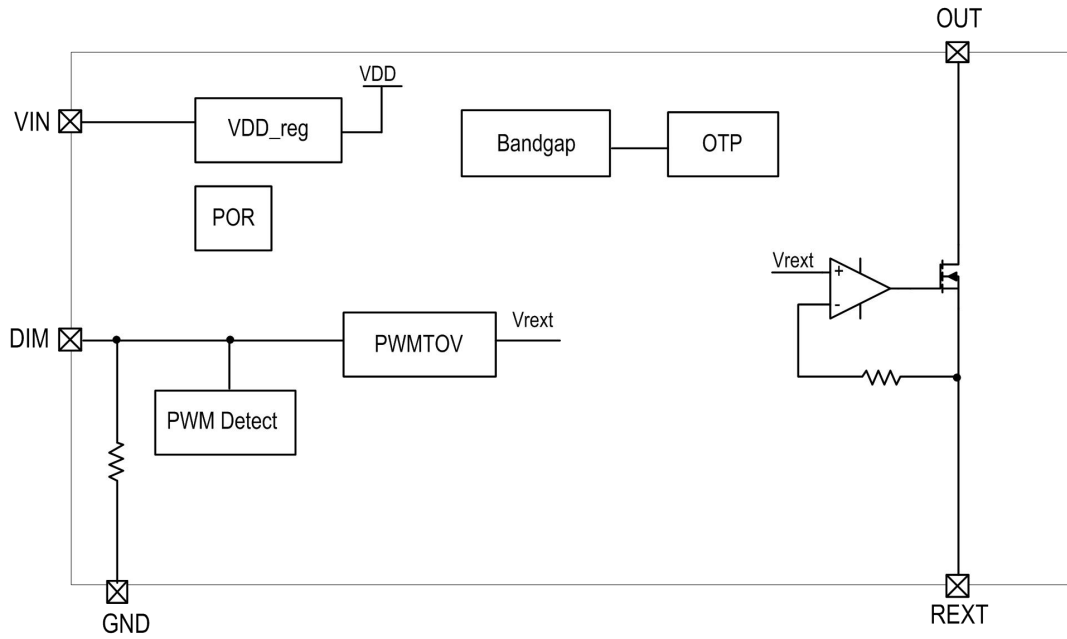 OUT
VDD
VIN
VDD_reg
Bandgap
OTP
POR
Vrext
+
-
DIM
PWMTOV
Vrext
PWM Detect
GND
REXT